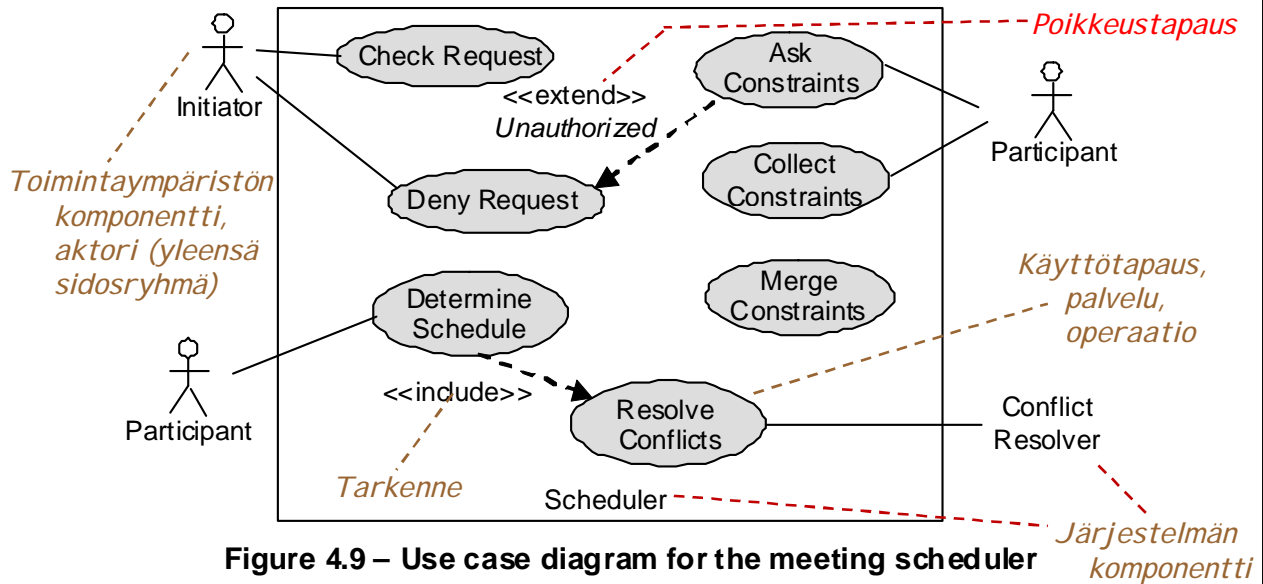 Poikkeustapaus
Check Request
Ask
Constraints
<<extend>>
Unauthorized
Initiator
Participant
Toimintaympäristön
komponentti,
aktori (yleensä
sidosryhmä)
Deny Request
Collect
Constraints
Käyttötapaus,
palvelu,
operaatio
Determine
Schedule
Merge
Constraints
<<include>>
Participant
Resolve
Conflicts
Conflict
Resolver
Tarkenne
Scheduler
Järjestelmän
komponentti
Figure 4.9 – Use case diagram for the meeting scheduler